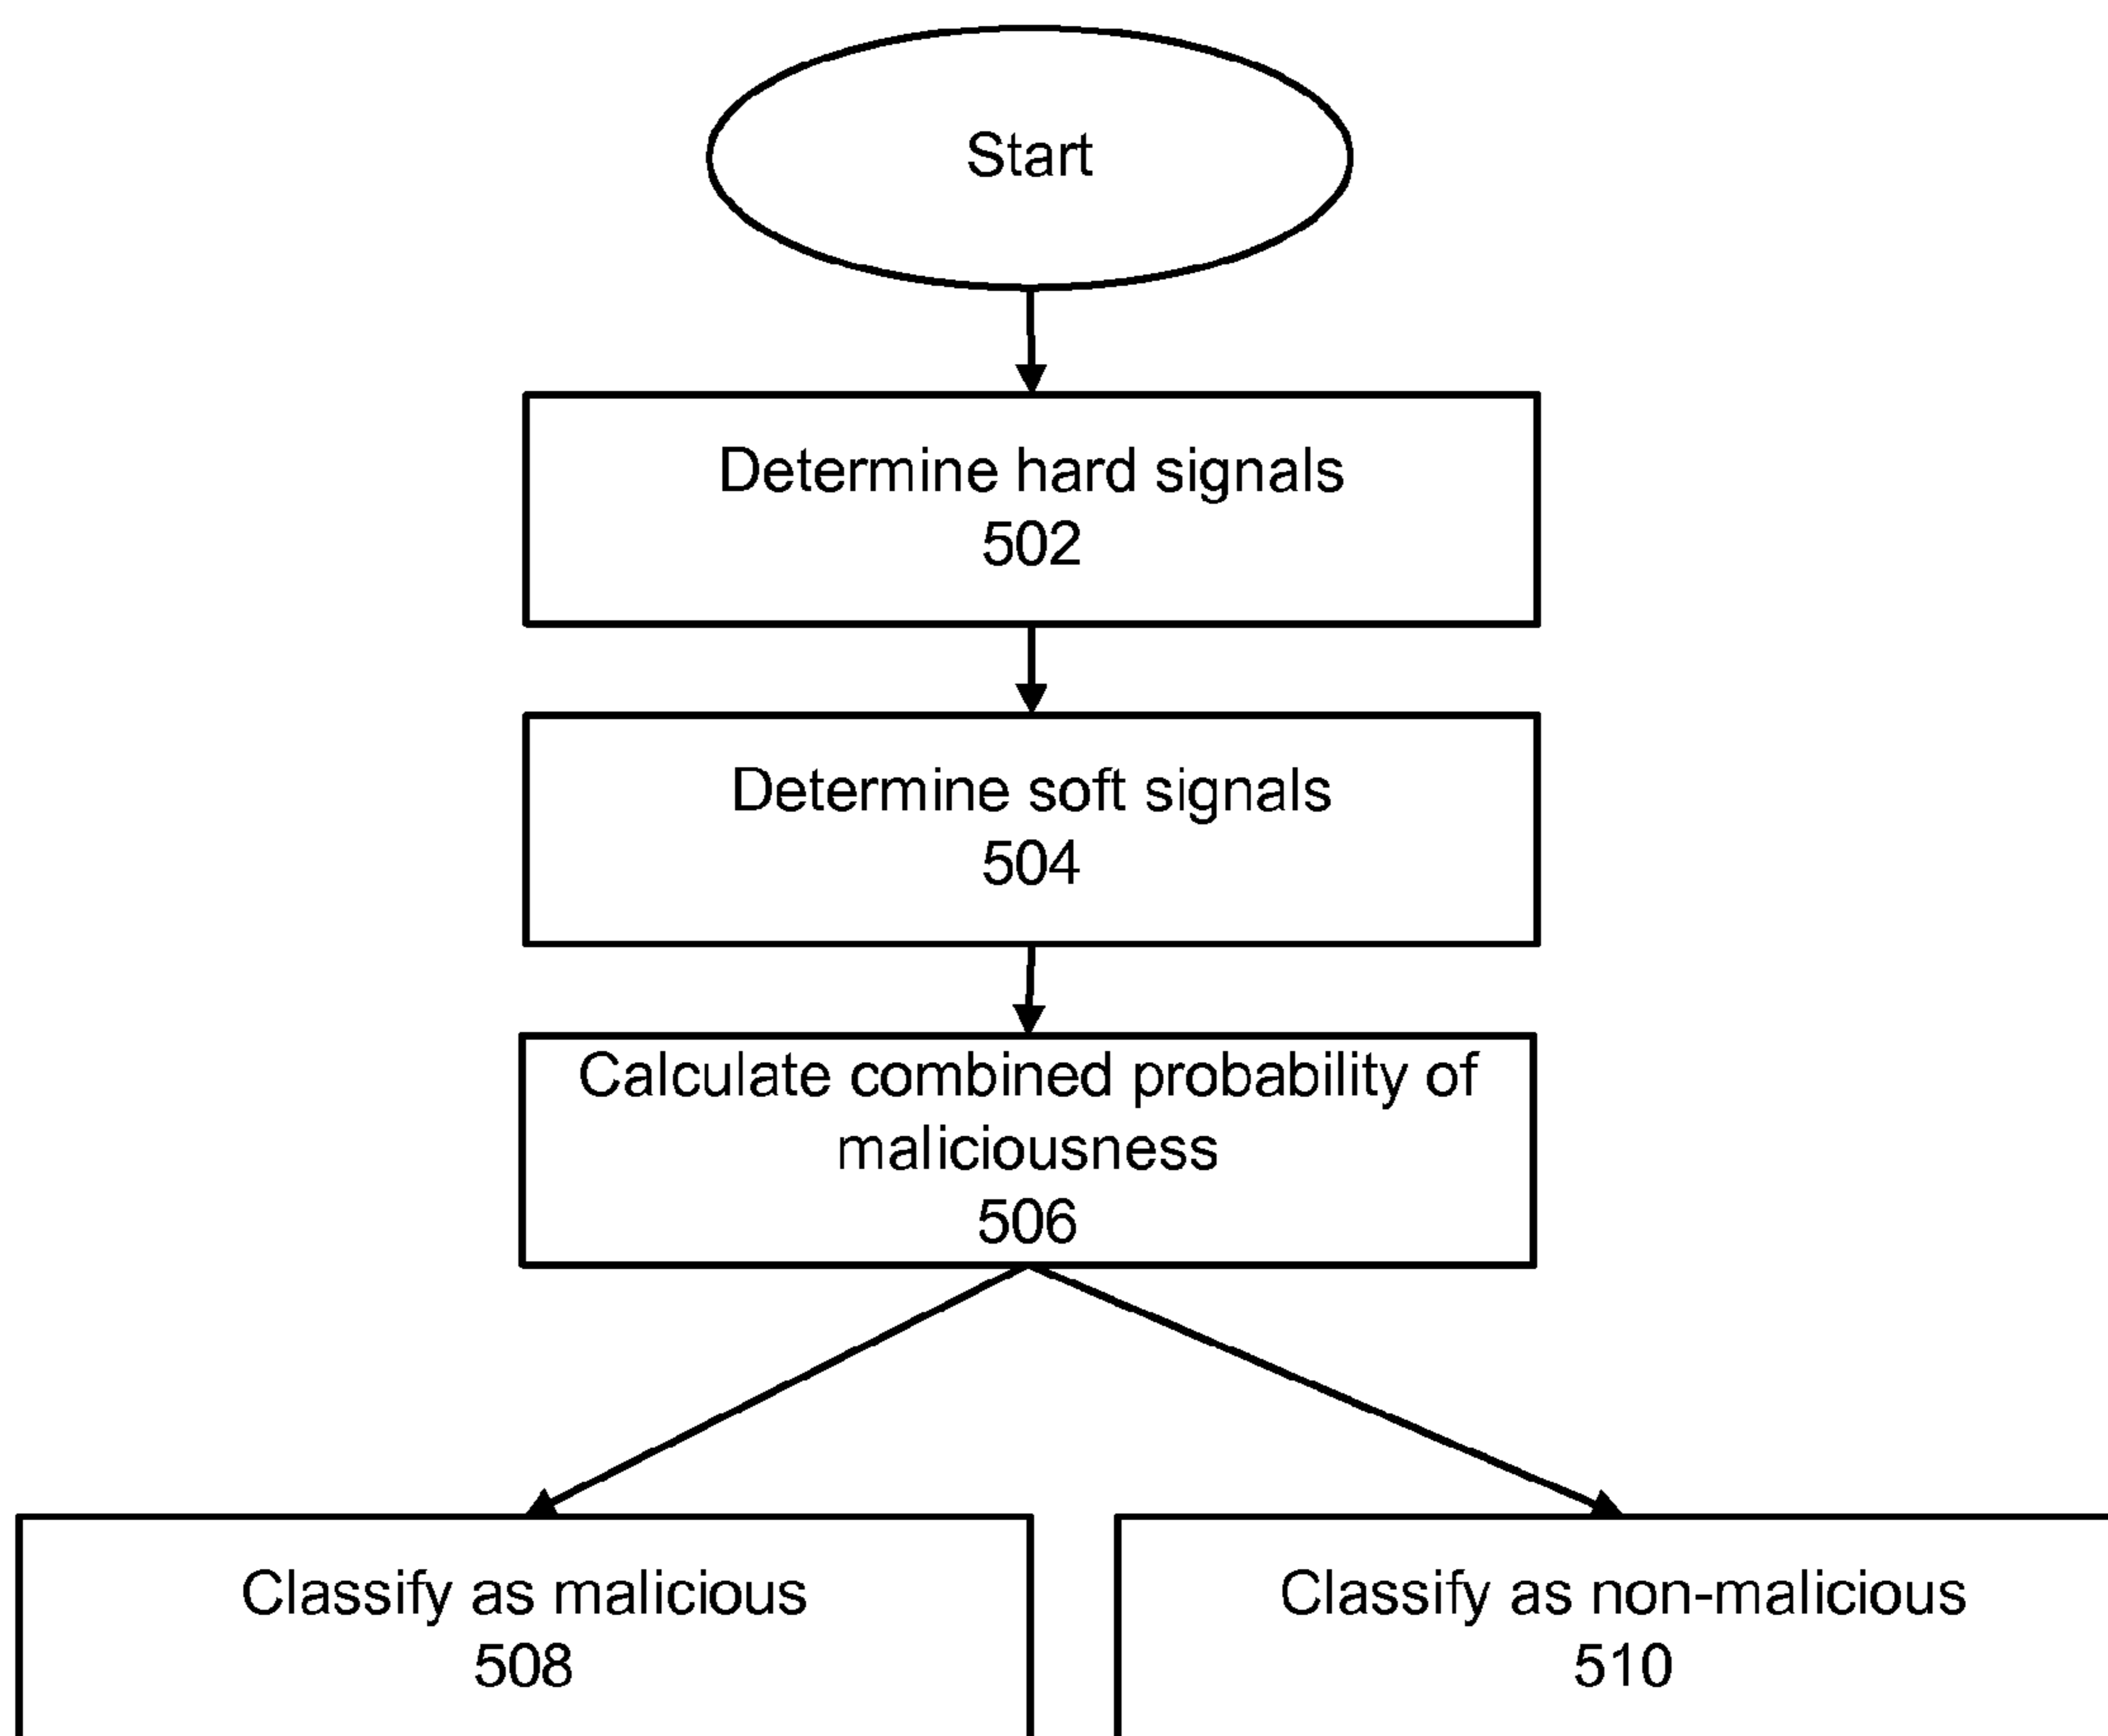 Start
Determine hard signals
502
Determine soft signals
504
Calculate combined probability of
maliciousness
506
Classify as malicious
508
Classify as non-malicious
510